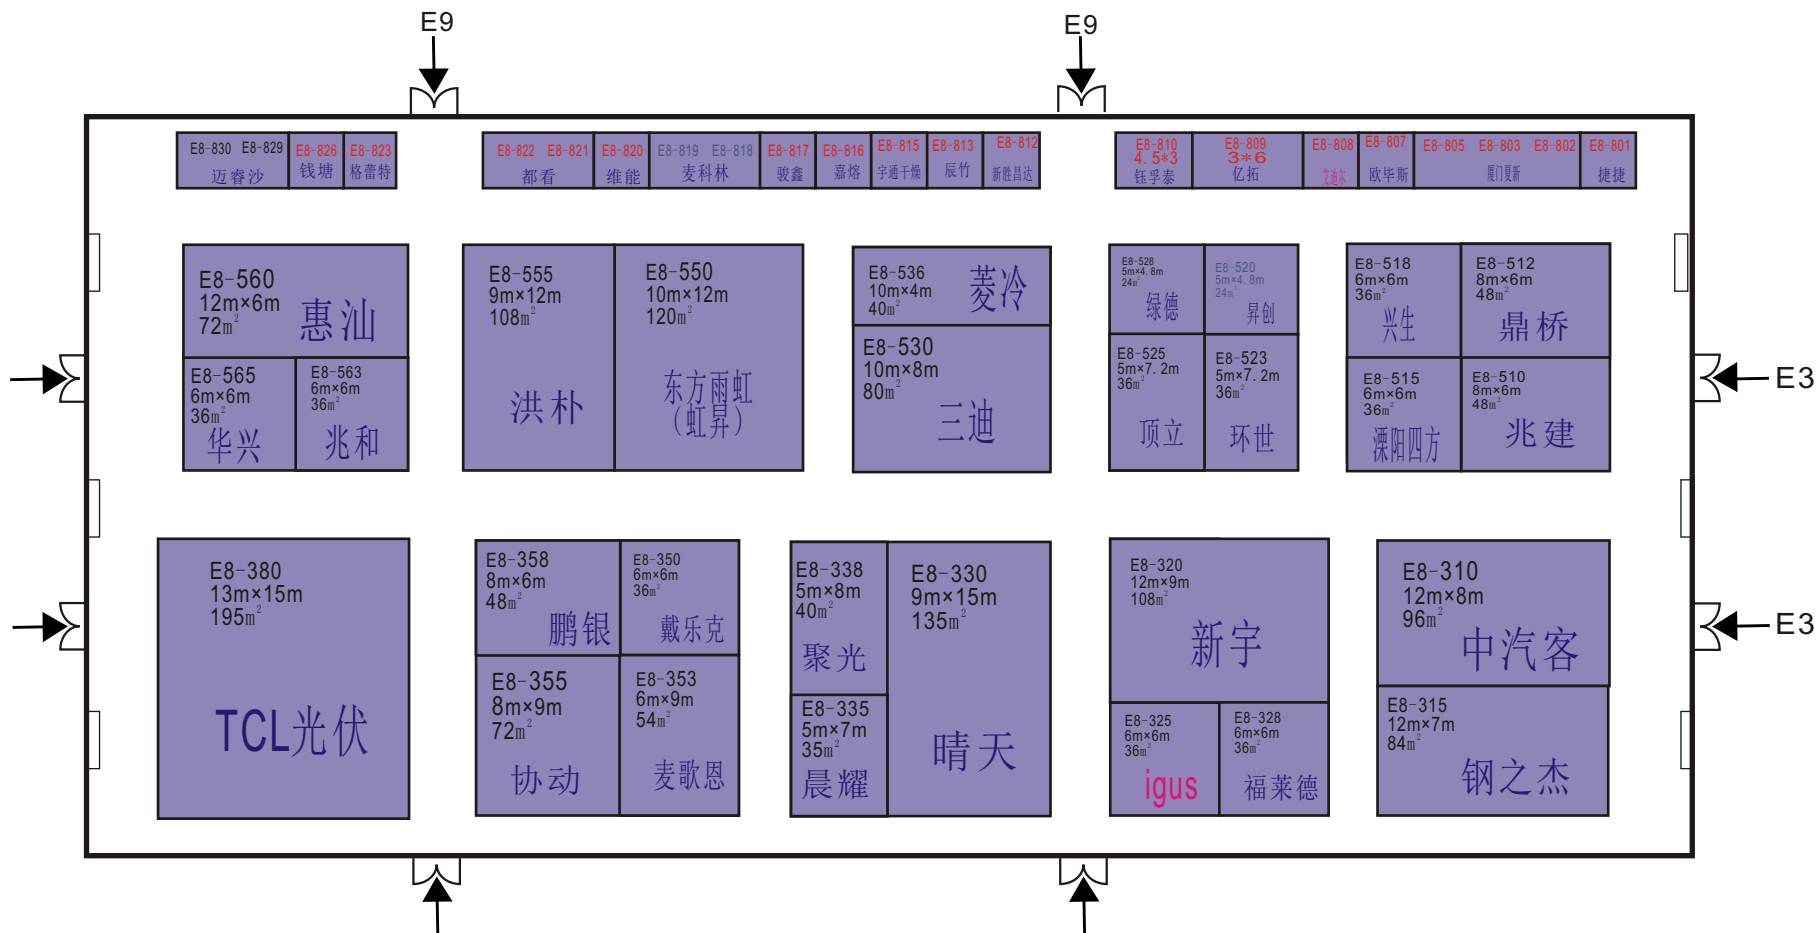 E9
E9
E8-830 E8-829
迈睿沙
E8-826
钱塘
E8-823
格蕾特
E8-822 E8-821
都看
E8-820
维能
E8-819 E8-818
麦科林
E8-817
骏鑫
E8-816
嘉熔
E8-815
宇通干燥
E8-813
辰竹
E8-812
新胜昌达
E8-810
4.5*3
钰孚泰
E8-809
3*6
亿拓
E8-808
艾迪尔
E8-807
欧毕斯
E8-805 E8-803 E8-802
厦门夏新
E8-801
捷捷
E8-560
12m×6m
72m²
惠汕
E8-565
6m×6m
36m²
华兴
E8-563
6m×6m
36m²
兆和
E8-555
9m×12m
108m²
洪朴
E8-550
10m×12m
120m²
东方雨虹
(虹昇)
E8-536
10m×4m
40m²
菱冷
E8-530
10m×8m
80m²
三迪
E8-528
5m×4.8m
24m²
绿德
E8-520
5m×4.8m
24m²
昇创
E8-525
5m×7.2m
36m²
顶立
E8-523
5m×7.2m
36m²
环世
E8-518
6m×6m
36m²
兴生
E8-512
8m×6m
48m²
鼎桥
E8-515
6m×6m
36m²
溧阳四方
E8-510
8m×6m
48m²
兆建
E3
E8-380
13m×15m
195m²
TCL光伏
E8-358
8m×6m
48m²
鹏银
E8-350
6m×6m
36m²
戴乐克
E8-355
8m×9m
72m²
协动
E8-353
6m×9m
54m²
麦歌恩
E8-338
5m×8m
40m²
聚光
E8-335
5m×7m
35m²
晨耀
E8-330
9m×15m
135m²
晴天
E8-320
12m×9m
108m²
新宇
E8-325
6m×6m
36m²
igus
E8-328
6m×6m
36m²
福莱德
E8-310
12m×8m
96m²
中汽客
E8-315
12m×7m
84m²
钢之杰
E3